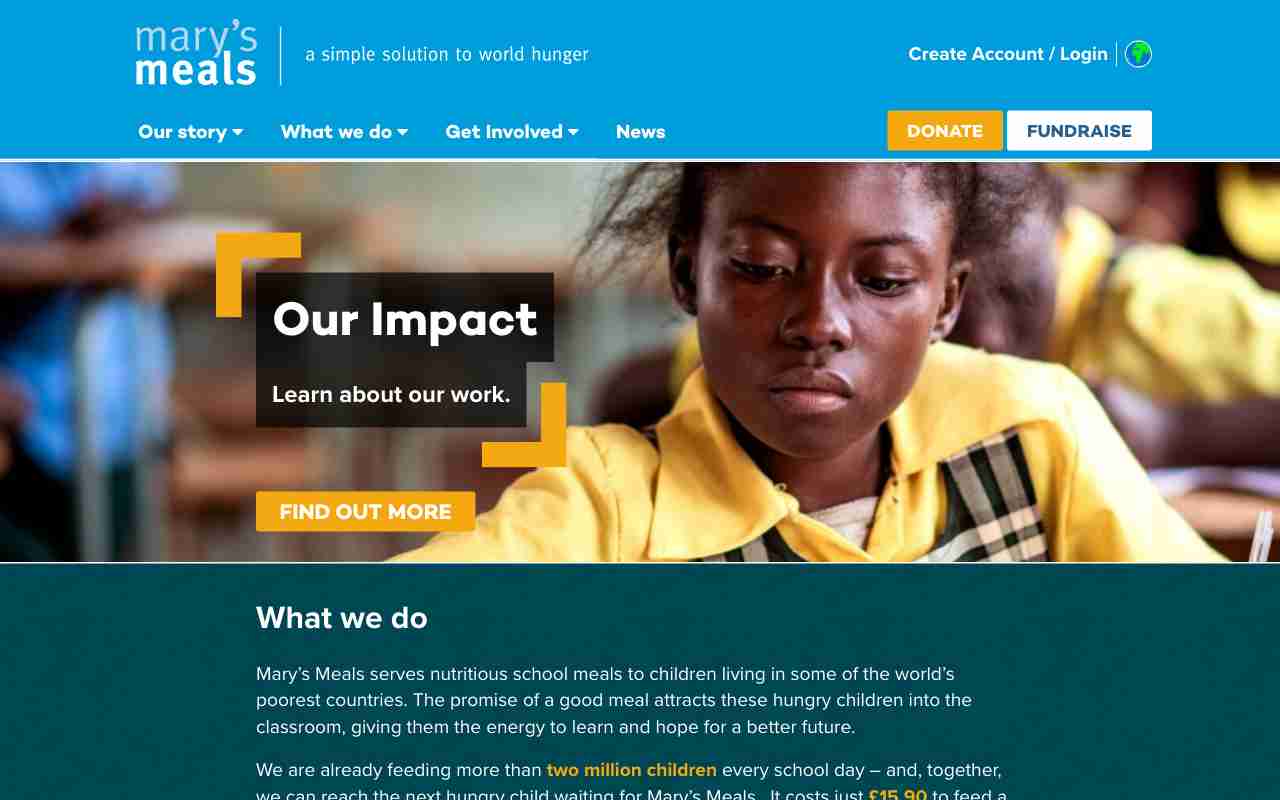 mary's
meals
a simple solution to world hunger
Create Account / Login
Our story
What we do
Get Involved
News
DONATE
FUNDRAISE
Our Impact
Learn about our work.
FIND OUT MORE
What we do
Mary’s Meals serves nutritious school meals to children living in some of the world’s
poorest countries. The promise of a good meal attracts these hungry children into the
classroom, giving them the energy to learn and hope for a better future.
We are already feeding more than two million children every school day – and, together,
we can reach the next hungry child waiting for Mary’s Meals. It costs just £15.90 to feed a